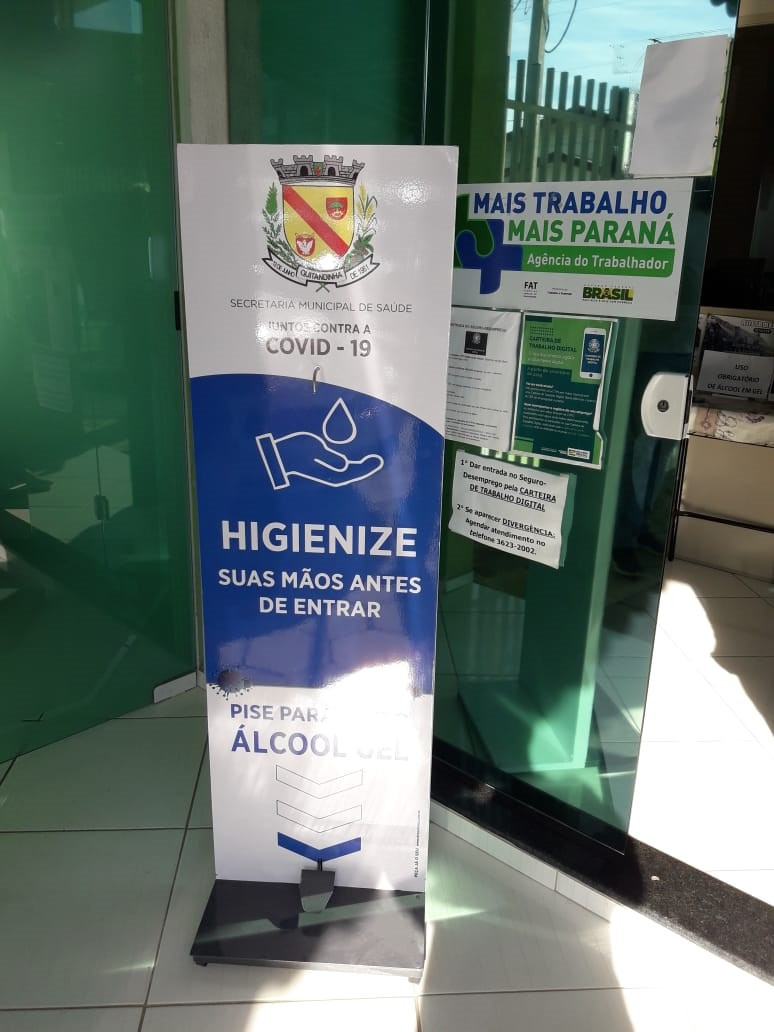 QUITANDINHA
DE 1961
SECRETARIA MUNICIPAL DE SAÚDE
JUNTOS CONTRA A
COVID - 19
HIGIENIZE
SUAS MÃOS ANTES
DE ENTRAR
PISE PARA
ÁLCOOL GEL
MAIS TRABALHO
MAIS PARANÁ
Agência do Trabalhador
FAT
BRASIL
CARTEIRA DE
TRABALHO DIGITAL
1° Dar entrada no Seguro-
Desemprego pela CARTEIRA
DE TRABALHO DIGITAL
2° Se aparecer DIVERGÊNCIA:
Agendar atendimento no
telefone 3623-2002.
USO
OBRIGATÓRIO
DE ÁLCOOL EM GEL